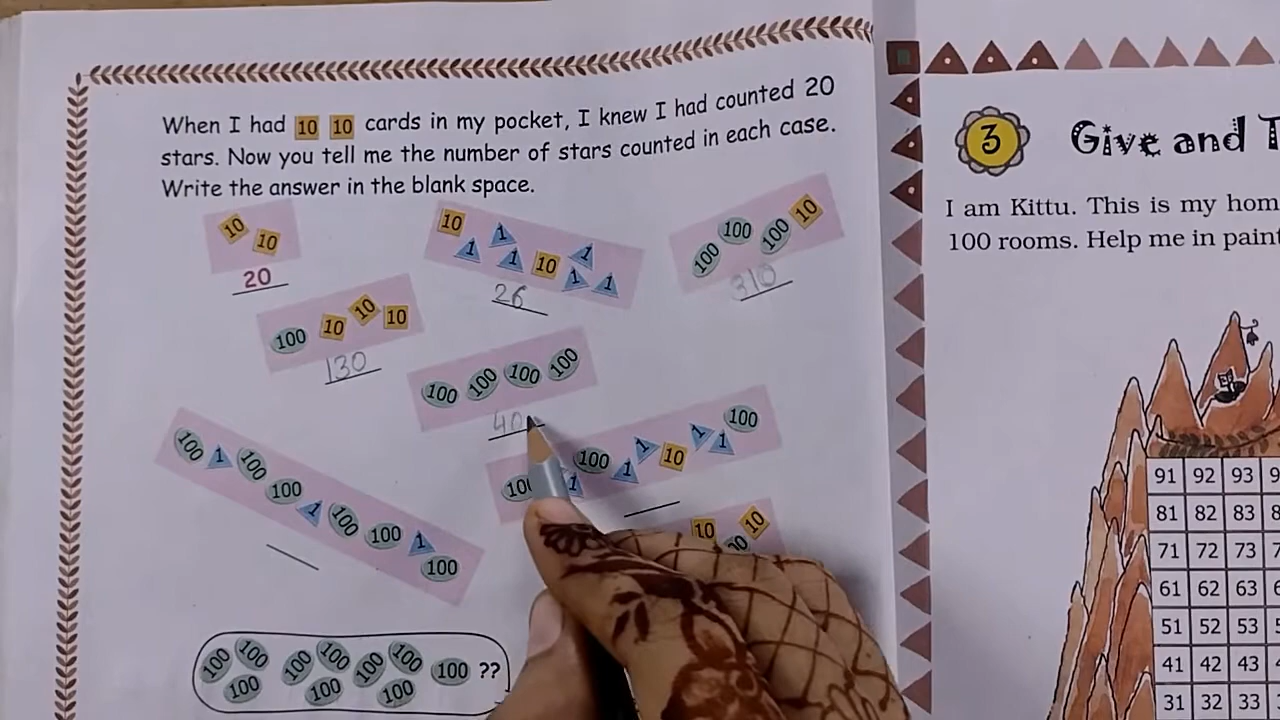 When I had 10 10 cards in my pocket, I knew I had counted 20
stars. Now you tell me the number of stars counted in each case.
Write the answer in the blank space.
10 10
20
10 1 1 1 10 1 1 1
26
100 100 100 10
310
100 10 10 10
130
100 100 100 100
40
100 1 100 100 1 100 100 1 100
1 100 1 1 10 1 1 100
10 10
100 100 100 100 100 100 100 100 100 100 ??
3 Give and
I am Kittu. This is my
100 rooms. Help me in
91 92 93
81 82 83
71 72 73
61 62 63
51 52 53
41 42 43
31 32 33